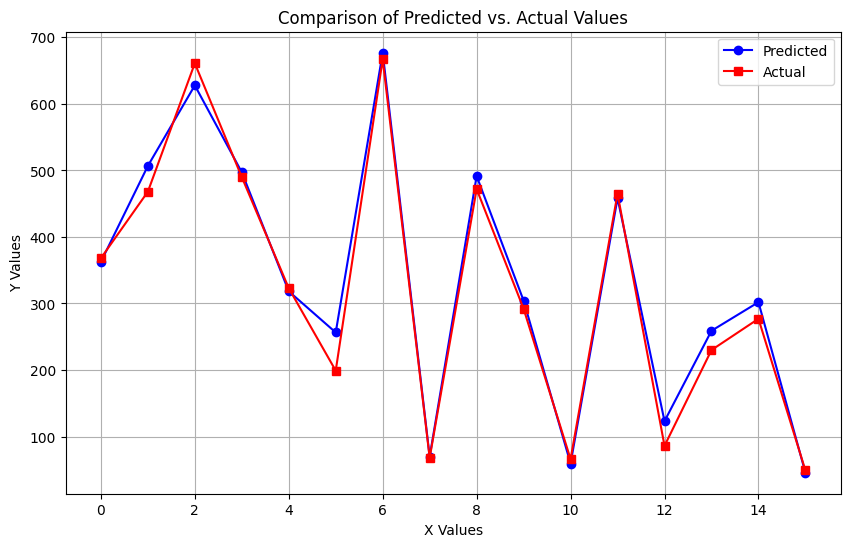 Comparison of Predicted vs. Actual Values
Predicted
Actual
Y Values
700
600
500
400
300
200
100
0 2 4 6 8 10 12 14
X Values